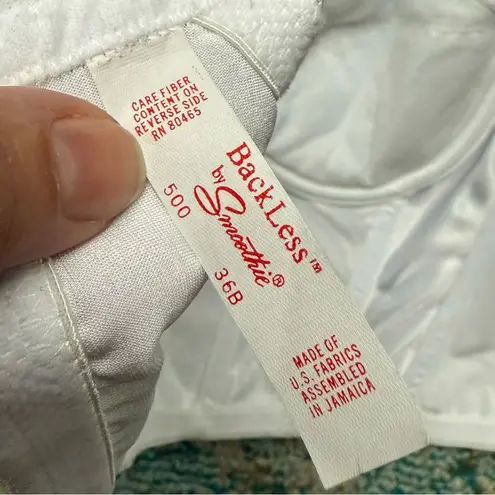 CARE FIBER
CONTENT ON
REVERSE SIDE
RN 80465
BackLess™
by
Smoothie®
500
36B
MADE OF
U.S. FABRICS
ASSEMBLED
IN JAMAICA